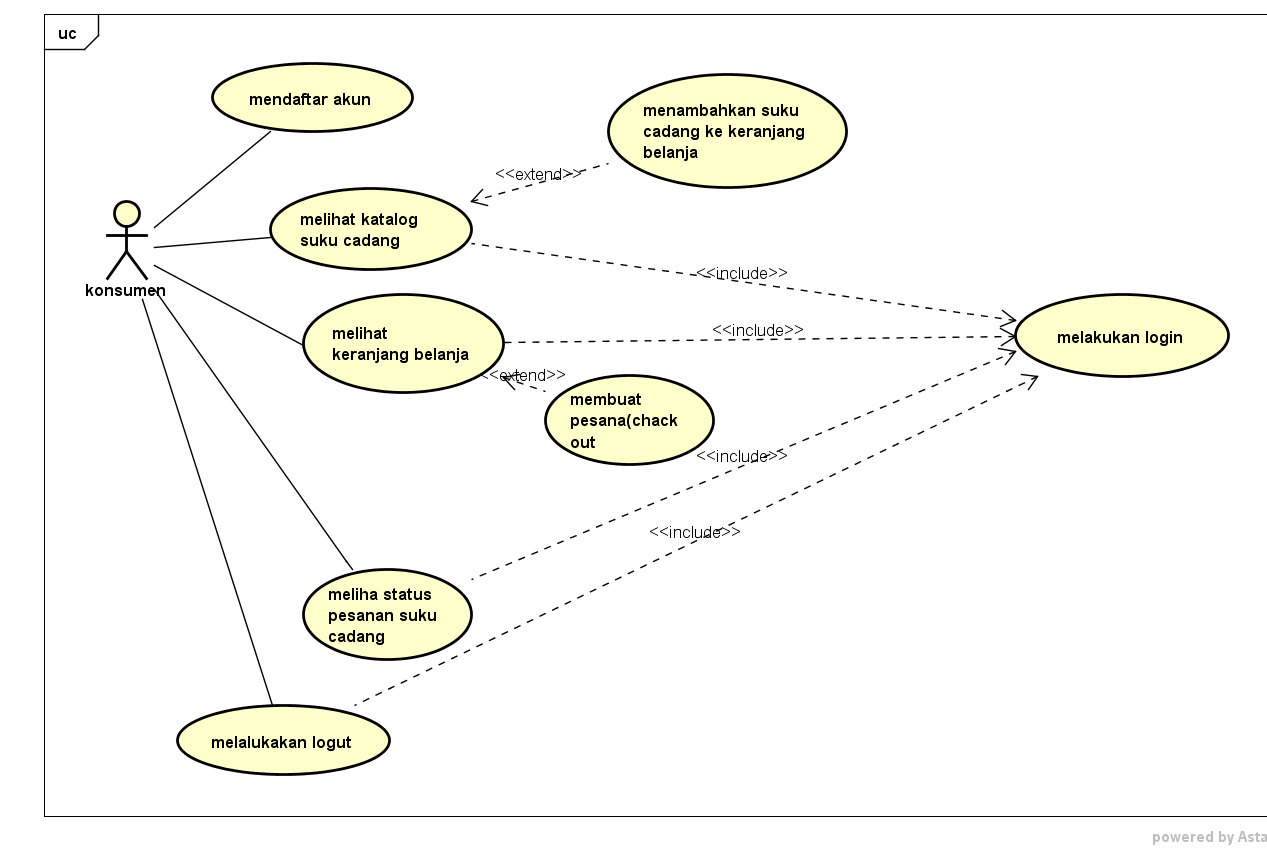 uc
mendaftar akun
menambahkan suku
cadang ke keranjang
belanja
<<extend>>
melihat katalog
suku cadang
<<include>>
konsumen
melihat
keranjang belanja
<<include>>
melakukan login
<<extend>>
membuat
pesana(chack
out
<<include>>
<<include>>
meliha status
pesanan suku
cadang
melalukakan logut
powered by Asta